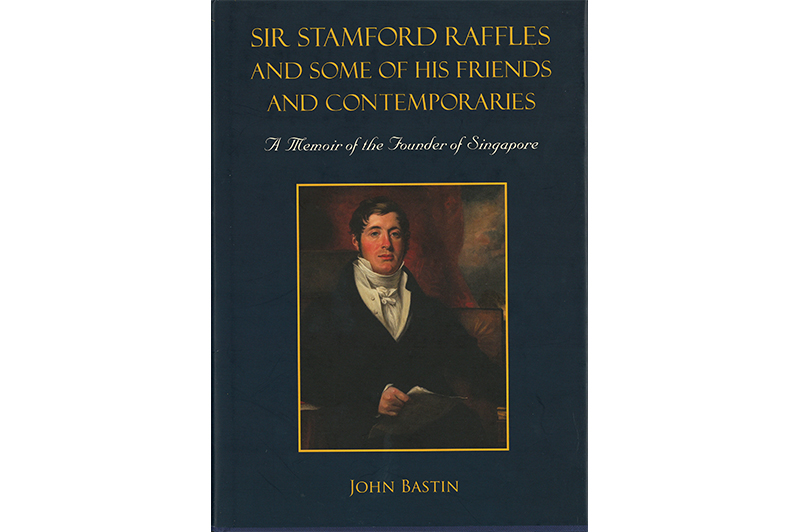 SIR STAMFORD RAFFLES
AND SOME OF HIS FRIENDS
AND CONTEMPORARIES
A Memoir of the Founder of Singapore
JOHN BASTIN